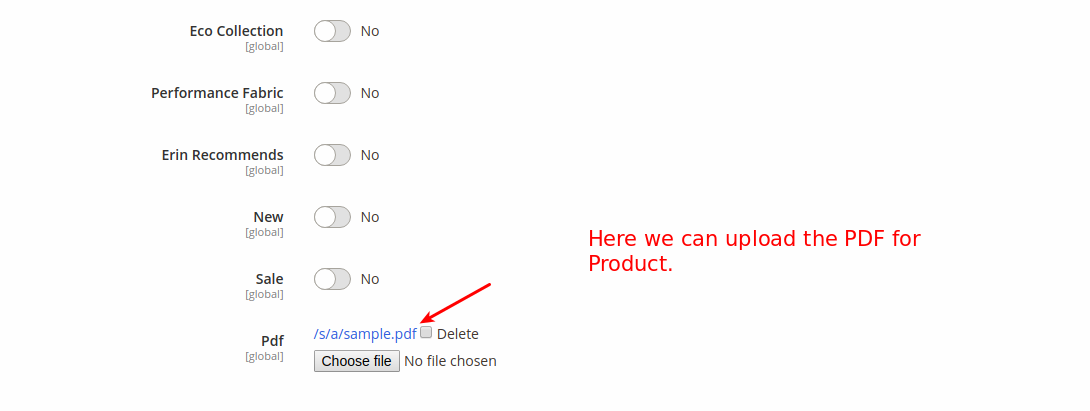 Eco Collection No
[global]
Performance Fabric No
[global]
Erin Recommends No
[global]
New No
[global]
Here we can upload the PDF for
Product.
Sale No
[global]
Pdf /s/a/sample.pdf Delete
[global]
Choose file No file chosen